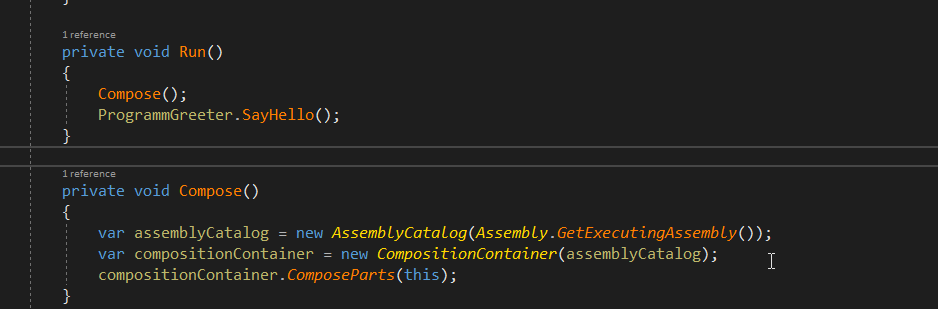 }
1 reference
private void Run()
{
    Compose();
    ProgrammGreeter.SayHello();
}
1 reference
private void Compose()
{
    var assemblyCatalog = new AssemblyCatalog(Assembly.GetExecutingAssembly());
    var compositionContainer = new CompositionContainer(assemblyCatalog);
    compositionContainer.ComposeParts(this);
}